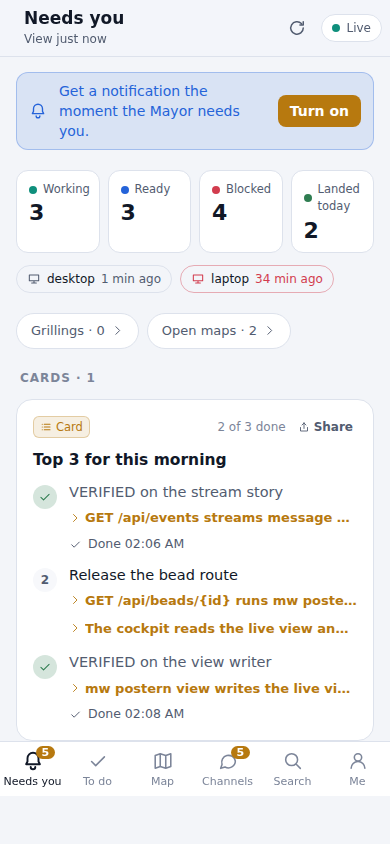 Needs you
View just now
Live
Get a notification the
moment the Mayor needs
you.
Turn on
Working
3
Ready
3
Blocked
4
Landed
today
2
desktop 1 min ago
laptop 34 min ago
Grillings · 0
Open maps · 2
CARDS · 1
Card
2 of 3 done
Share
Top 3 for this morning
VERIFIED on the stream story
GET /api/events streams message ...
Done 02:06 AM
2
Release the bead route
GET /api/beads/{id} runs mw poste...
The cockpit reads the live view an...
VERIFIED on the view writer
mw postern view writes the live vi...
Done 02:08 AM
5
Needs you
To do
Map
5
Channels
Search
Me